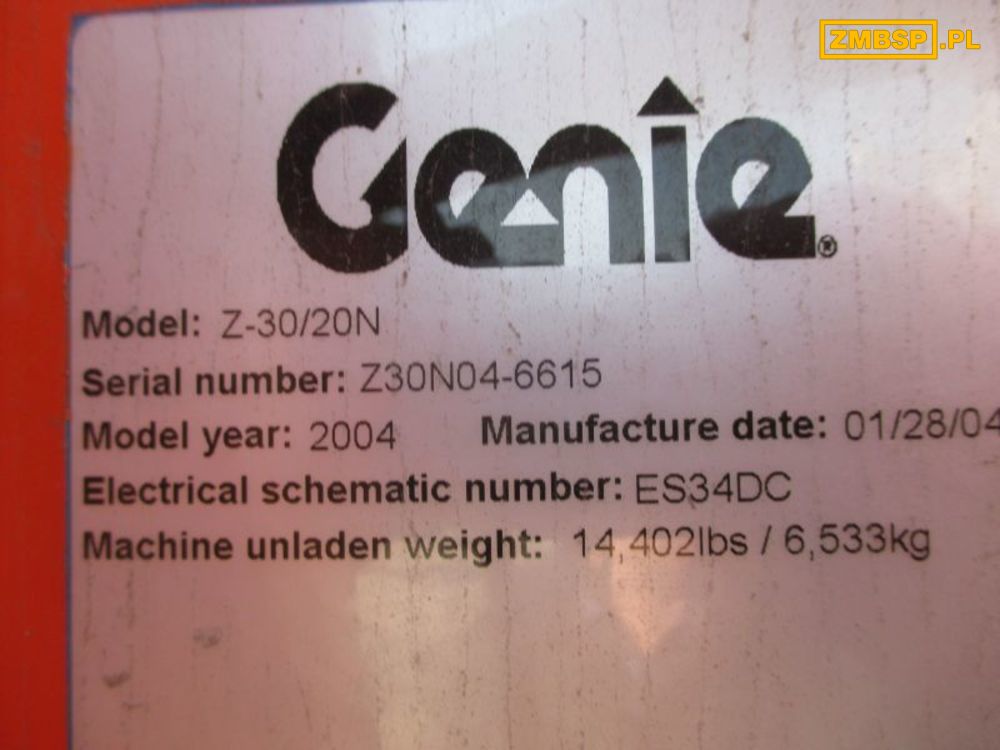 ZMBSP.PL
Genie®
Model: Z-30/20N
Serial number: Z30N04-6615
Model year: 2004 Manufacture date: 01/28/04
Electrical schematic number: ES34DC
Machine unladen weight: 14,402lbs / 6,533kg